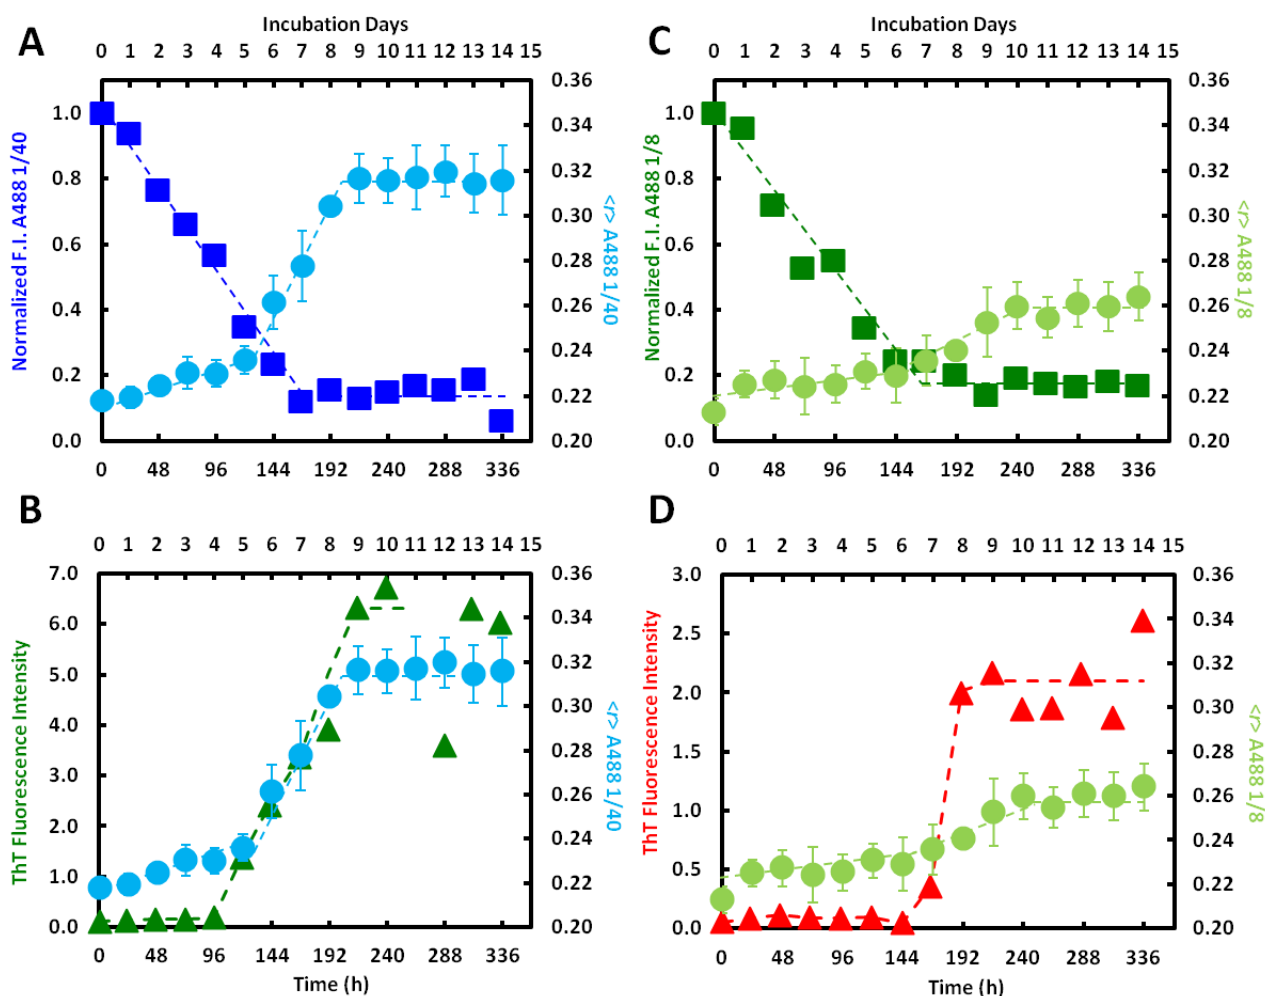 A
Incubation Days
0 1 2 3 4 5 6 7 8 9 10 11 12 13 14 15
Normalized F.I. A488 1/40
1.0
0.8
0.6
0.4
0.2
0.0
0.36
0.34
0.32
0.30
0.28
0.26
0.24
0.22
0.20
<r> A488 1/40
0 48 96 144 192 240 288 336
C
Incubation Days
0 1 2 3 4 5 6 7 8 9 10 11 12 13 14 15
Normalized F.I. A488 1/8
1.0
0.8
0.6
0.4
0.2
0.0
0.36
0.34
0.32
0.30
0.28
0.26
0.24
0.22
0.20
<r> A488 1/8
0 48 96 144 192 240 288 336
B
0 1 2 3 4 5 6 7 8 9 10 11 12 13 14 15
ThT Fluorescence Intensity
7.0
6.0
5.0
4.0
3.0
2.0
1.0
0.0
0.36
0.34
0.32
0.30
0.28
0.26
0.24
0.22
0.20
<r> A488 1/40
0 48 96 144 192 240 288 336
Time (h)
D
0 1 2 3 4 5 6 7 8 9 10 11 12 13 14 15
ThT Fluorescence Intensity
3.0
2.5
2.0
1.5
1.0
0.5
0.0
0.36
0.34
0.32
0.30
0.28
0.26
0.24
0.22
0.20
<r> A488 1/8
0 48 96 144 192 240 288 336
Time (h)